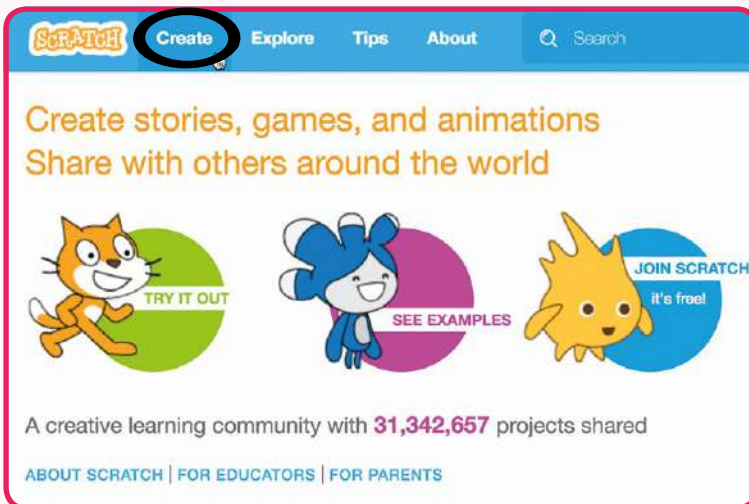 SCRATCH Create Explore Tips About Search
Create stories, games, and animations
Share with others around the world
TRY IT OUT
SEE EXAMPLES
JOIN SCRATCH
it's free!
A creative learning community with 31,342,657 projects shared
ABOUT SCRATCH | FOR EDUCATORS | FOR PARENTS